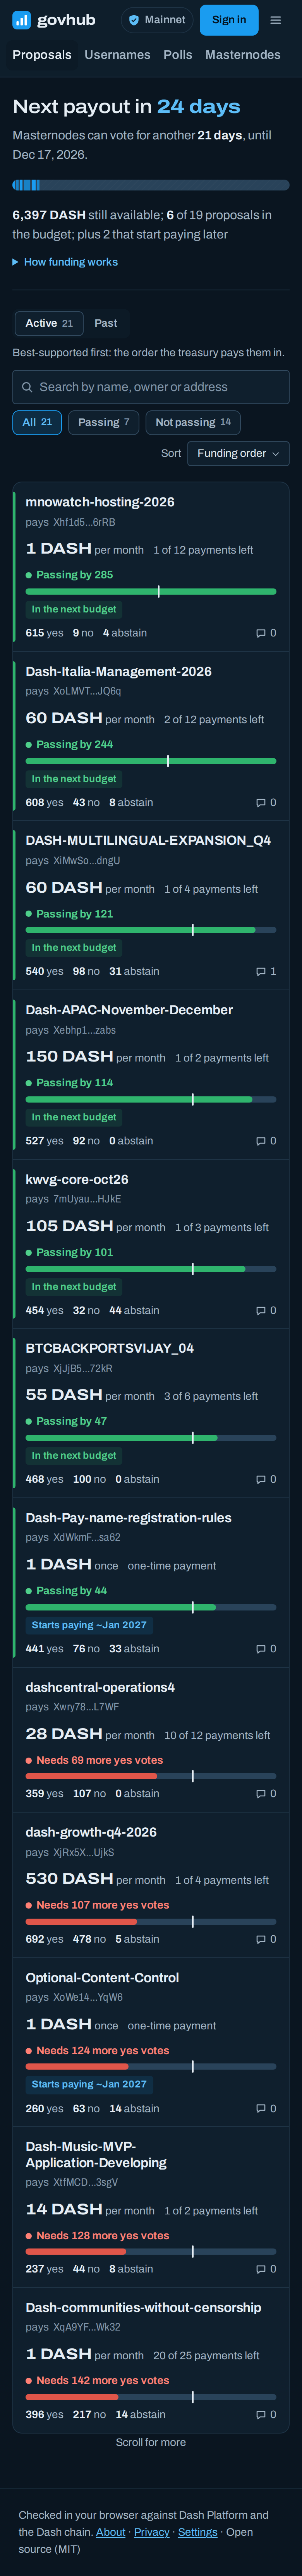 govhub
Mainnet
Sign in
Proposals Usernames Polls Masternodes
Next payout in 24 days
Masternodes can vote for another 21 days, until
Dec 17, 2026.
6,397 DASH still available; 6 of 19 proposals in
the budget; plus 2 that start paying later
How funding works
Active 21 Past
Best-supported first: the order the treasury pays them in.
Search by name, owner or address
All 21 Passing 7 Not passing 14
Sort Funding order
mnowatch-hosting-2026
pays Xhf1d5…6rRB
1 DASH per month 1 of 12 payments left
Passing by 285
In the next budget
615 yes 9 no 4 abstain 0
Dash-Italia-Management-2026
pays XoLMVT…JQ6q
60 DASH per month 2 of 12 payments left
Passing by 244
In the next budget
608 yes 43 no 8 abstain 0
DASH-MULTILINGUAL-EXPANSION_Q4
pays XiMwSo…dngU
60 DASH per month 1 of 4 payments left
Passing by 121
In the next budget
540 yes 98 no 31 abstain 1
Dash-APAC-November-December
pays Xebhp1…zabs
150 DASH per month 1 of 2 payments left
Passing by 114
In the next budget
527 yes 92 no 0 abstain 0
kwvg-core-oct26
pays 7mUyau…HJkE
105 DASH per month 1 of 3 payments left
Passing by 101
In the next budget
454 yes 32 no 44 abstain 0
BTCBACKPORTSVIJAY_04
pays XjJjB5…72kR
55 DASH per month 3 of 6 payments left
Passing by 47
In the next budget
468 yes 100 no 0 abstain 0
Dash-Pay-name-registration-rules
pays XdWkmF…sa62
1 DASH once one-time payment
Passing by 44
Starts paying ~Jan 2027
441 yes 76 no 33 abstain 0
dashcentral-operations4
pays Xwry78…L7WF
28 DASH per month 10 of 12 payments left
Needs 69 more yes votes
359 yes 107 no 0 abstain 0
dash-growth-q4-2026
pays XjRx5X…UjkS
530 DASH per month 1 of 4 payments left
Needs 107 more yes votes
692 yes 478 no 5 abstain 0
Optional-Content-Control
pays XoWe14…YqW6
1 DASH once one-time payment
Needs 124 more yes votes
Starts paying ~Jan 2027
260 yes 63 no 14 abstain 0
Dash-Music-MVP-
Application-Developing
pays XtfMCD…3sgV
14 DASH per month 1 of 2 payments left
Needs 128 more yes votes
237 yes 44 no 8 abstain 0
Dash-communities-without-censorship
pays XqA9YF…Wk32
1 DASH per month 20 of 25 payments left
Needs 142 more yes votes
396 yes 217 no 14 abstain 0
Scroll for more
Checked in your browser against Dash Platform and
the Dash chain. About · Privacy · Settings · Open
source (MIT)